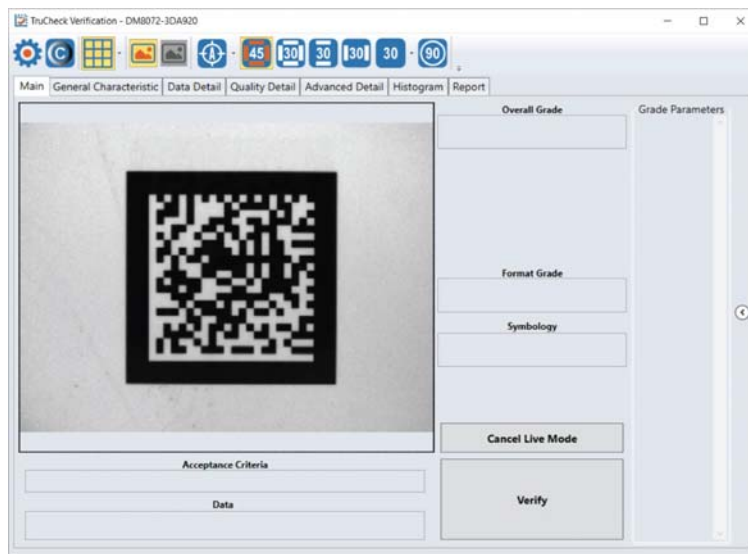 TruCheck Verification - DM8072-3DA920
C A 45 30 30 30 30 90
Main General Characteristic Data Detail Quality Detail Advanced Detail Histogram Report
Overall Grade
Grade Parameters
Format Grade
Symbology
Cancel Live Mode
Acceptance Criteria
Data
Verify